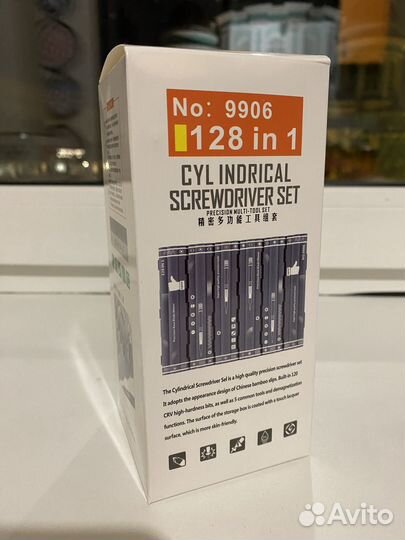 No: 9906
128 in 1
CYL INDRICAL
SCREWDRIVER SET
PRECISION MULTI-TOOL SET
精密多功能工具组套
The Cylindrical Screwdriver Sel is a high quality precision screwdriver set
It adopts the appearance design of Chinese bamboo slips. Built-in 120
CRV high-hardness bits, as well as 5 common tools and demagnetization
functions. The surface of the storage box is coated with e touch lacquer
surface, which is more skin-friendly.
Avito